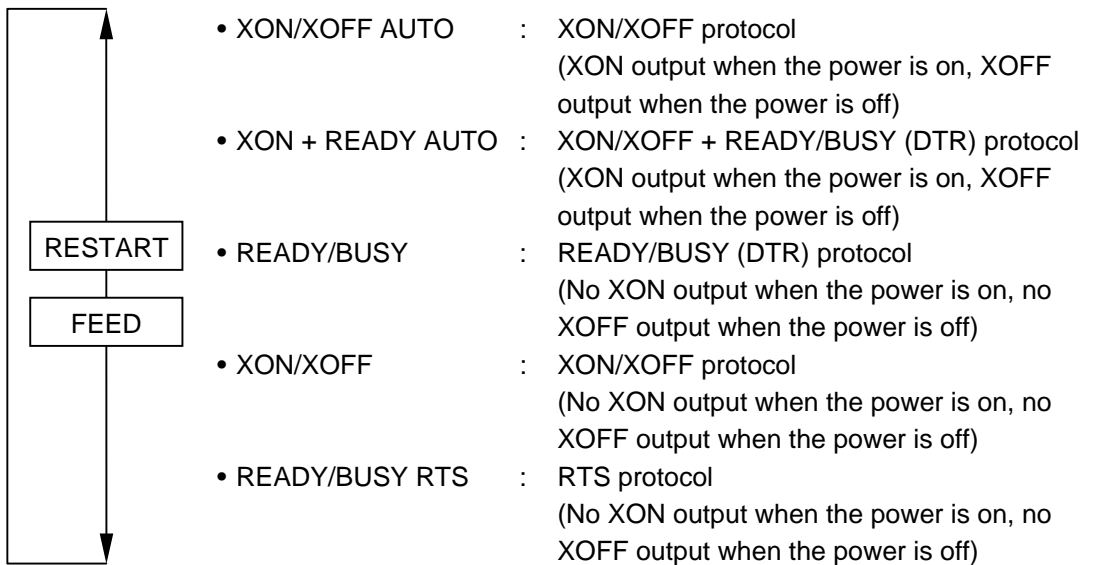 • XON/XOFF AUTO : XON/XOFF protocol
(XON output when the power is on, XOFF
output when the power is off)
• XON + READY AUTO : XON/XOFF + READY/BUSY (DTR) protocol
(XON output when the power is on, XOFF
output when the power is off)
RESTART
• READY/BUSY : READY/BUSY (DTR) protocol
(No XON output when the power is on, no
FEED
XOFF output when the power is off)
• XON/XOFF : XON/XOFF protocol
(No XON output when the power is on, no
XOFF output when the power is off)
• READY/BUSY RTS : RTS protocol
(No XON output when the power is on, no
XOFF output when the power is off)